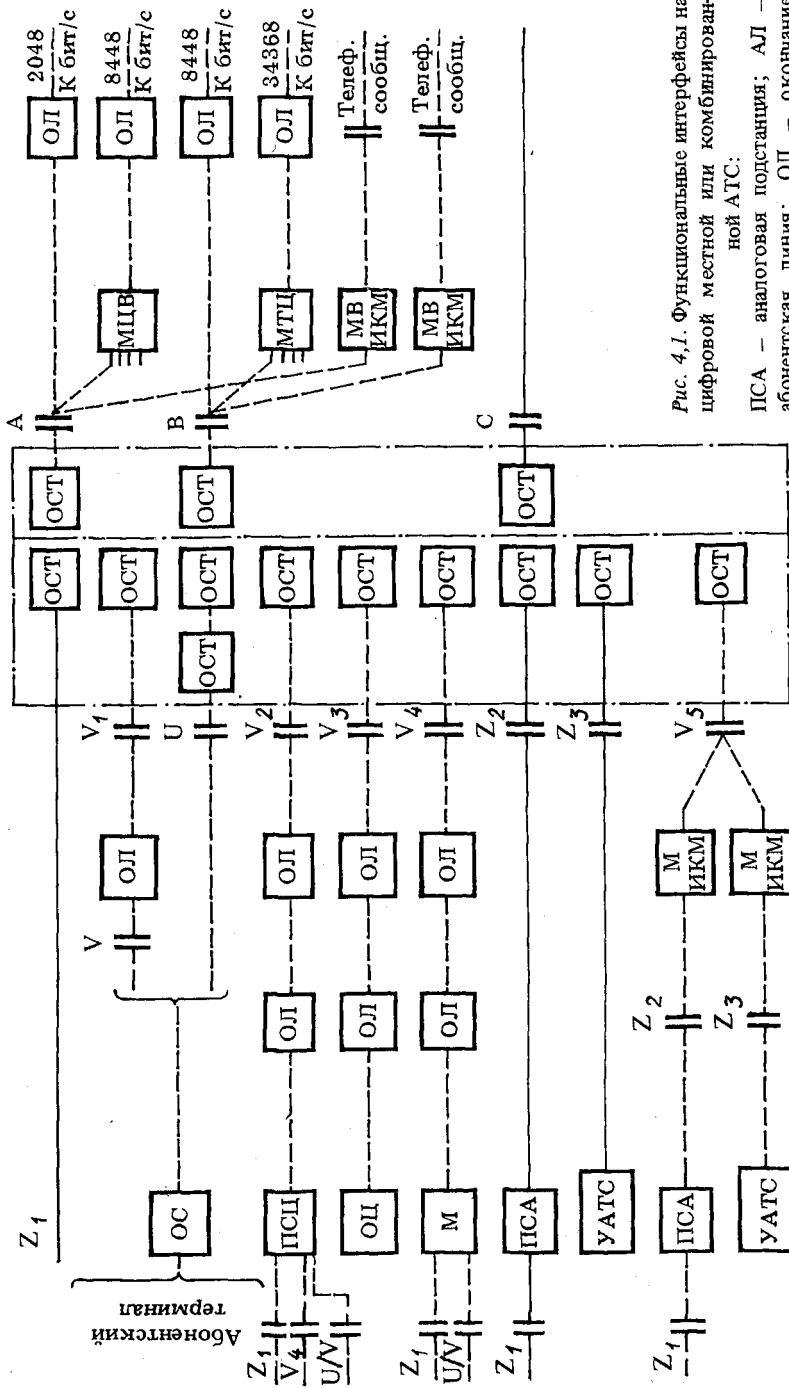 Z1
ОСТ
ОСТ
A
ОЛ
2048
К бит/с
Абонентский
терминал
ОС
V
ОЛ
V1
ОСТ
МЦВ
ОЛ
8448
К бит/с
U
ОСТ
ОСТ
ОСТ
B
ОЛ
8448
К бит/с
Z1
V4
U/V
ПСЦ
ОЛ
ОЛ
V2
ОСТ
МТЦ
ОЛ
34368
К бит/с
ОЦ
ОЛ
ОЛ
V3
ОСТ
МВ
ИКМ
Телеф.
сообщ.
Z1
U/V
М
ОЛ
ОЛ
V4
ОСТ
МВ
ИКМ
Телеф.
сообщ.
Z1
ПСА
Z2
ОСТ
ОСТ
C
УАТС
Z3
ОСТ
Z1
ПСА
Z2
М
ИКМ
V5
ОСТ
УАТС
Z3
М
ИКМ
Рис. 4,1. Функциональные интерфейсы на
цифровой местной или комбинирован-
ной АТС:
ПСА – аналоговая подстанция; АЛ –
абонентская линия; ОЛ – окончание